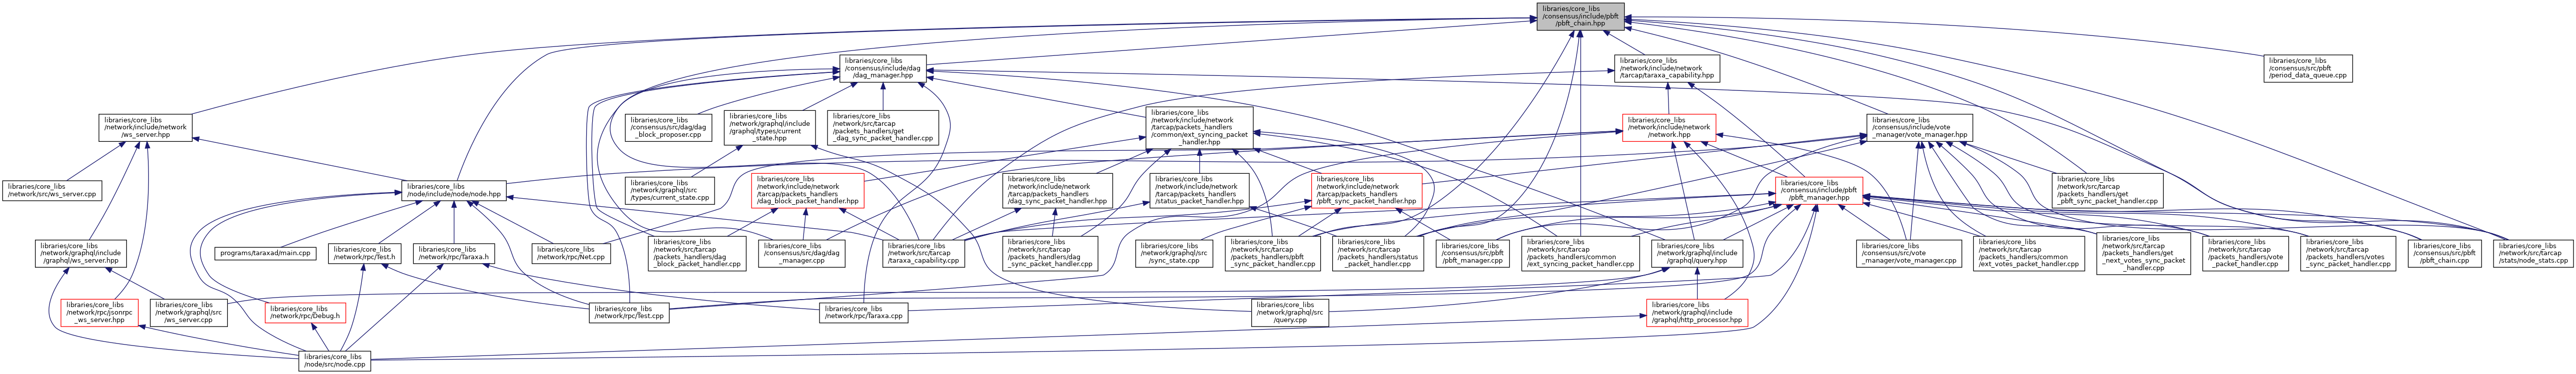 libraries/core_libs
/consensus/include/pbft
/pbft_chain.hpp
libraries/core_libs
/consensus/include/dag
/dag_manager.hpp
libraries/core_libs
/network/include/network
/tarcap/taraxa_capability.hpp
libraries/core_libs
/consensus/src/pbft
/period_data_queue.cpp
libraries/core_libs
/network/include/network
/ws_server.hpp
libraries/core_libs
/consensus/src/dag/dag
_block_proposer.cpp
libraries/core_libs
/network/graphql/include
/graphql/types/current
_state.hpp
libraries/core_libs
/network/src/tarcap
/packets_handlers/get
_dag_sync_packet_handler.cpp
libraries/core_libs
/network/include/network
/tarcap/packets_handlers
/common/ext_syncing_packet
_handler.hpp
libraries/core_libs
/network/include/network
/network.hpp
libraries/core_libs
/consensus/include/vote
_manager/vote_manager.hpp
libraries/core_libs
/network/src/ws_server.cpp
libraries/core_libs
/node/include/node/node.hpp
libraries/core_libs
/network/graphql/src
/types/current_state.cpp
libraries/core_libs
/network/include/network
/tarcap/packets_handlers
/dag_block_packet_handler.hpp
libraries/core_libs
/network/include/network
/tarcap/packets_handlers
/dag_sync_packet_handler.hpp
libraries/core_libs
/network/include/network
/tarcap/packets_handlers
/status_packet_handler.hpp
libraries/core_libs
/network/include/network
/tarcap/packets_handlers
/pbft_sync_packet_handler.hpp
libraries/core_libs
/consensus/include/pbft
/pbft_manager.hpp
libraries/core_libs
/network/src/tarcap
/packets_handlers/get
_pbft_sync_packet_handler.cpp
libraries/core_libs
/network/graphql/include
/graphql/ws_server.hpp
programs/taraxad/main.cpp
libraries/core_libs
/network/rpc/Test.h
libraries/core_libs
/network/rpc/Taraxa.h
libraries/core_libs
/network/rpc/Net.cpp
libraries/core_libs
/network/src/tarcap
/packets_handlers/dag
_block_packet_handler.cpp
libraries/core_libs
/consensus/src/dag/dag
_manager.cpp
libraries/core_libs
/network/src/tarcap
/taraxa_capability.cpp
libraries/core_libs
/network/src/tarcap
/packets_handlers/dag
_sync_packet_handler.cpp
libraries/core_libs
/network/graphql/src
/sync_state.cpp
libraries/core_libs
/network/src/tarcap
/packets_handlers/pbft
_sync_packet_handler.cpp
libraries/core_libs
/network/src/tarcap
/packets_handlers/status
_packet_handler.cpp
libraries/core_libs
/consensus/src/pbft
/pbft_manager.cpp
libraries/core_libs
/network/src/tarcap
/packets_handlers/common
/ext_syncing_packet_handler.cpp
libraries/core_libs
/network/graphql/include
/graphql/query.hpp
libraries/core_libs
/consensus/src/vote
_manager/vote_manager.cpp
libraries/core_libs
/network/src/tarcap
/packets_handlers/common
/ext_votes_packet_handler.cpp
libraries/core_libs
/network/src/tarcap
/packets_handlers/get
_next_votes_sync_packet
_handler.cpp
libraries/core_libs
/network/src/tarcap
/packets_handlers/vote
_packet_handler.cpp
libraries/core_libs
/network/src/tarcap
/packets_handlers/votes
_sync_packet_handler.cpp
libraries/core_libs
/consensus/src/pbft
/pbft_chain.cpp
libraries/core_libs
/network/src/tarcap
/stats/node_stats.cpp
libraries/core_libs
/network/rpc/jsonrpc
_ws_server.hpp
libraries/core_libs
/network/graphql/src
/ws_server.cpp
libraries/core_libs
/network/rpc/Debug.h
libraries/core_libs
/network/rpc/Test.cpp
libraries/core_libs
/network/rpc/Taraxa.cpp
libraries/core_libs
/network/graphql/src
/query.cpp
libraries/core_libs
/network/graphql/include
/graphql/http_processor.hpp
libraries/core_libs
/node/src/node.cpp